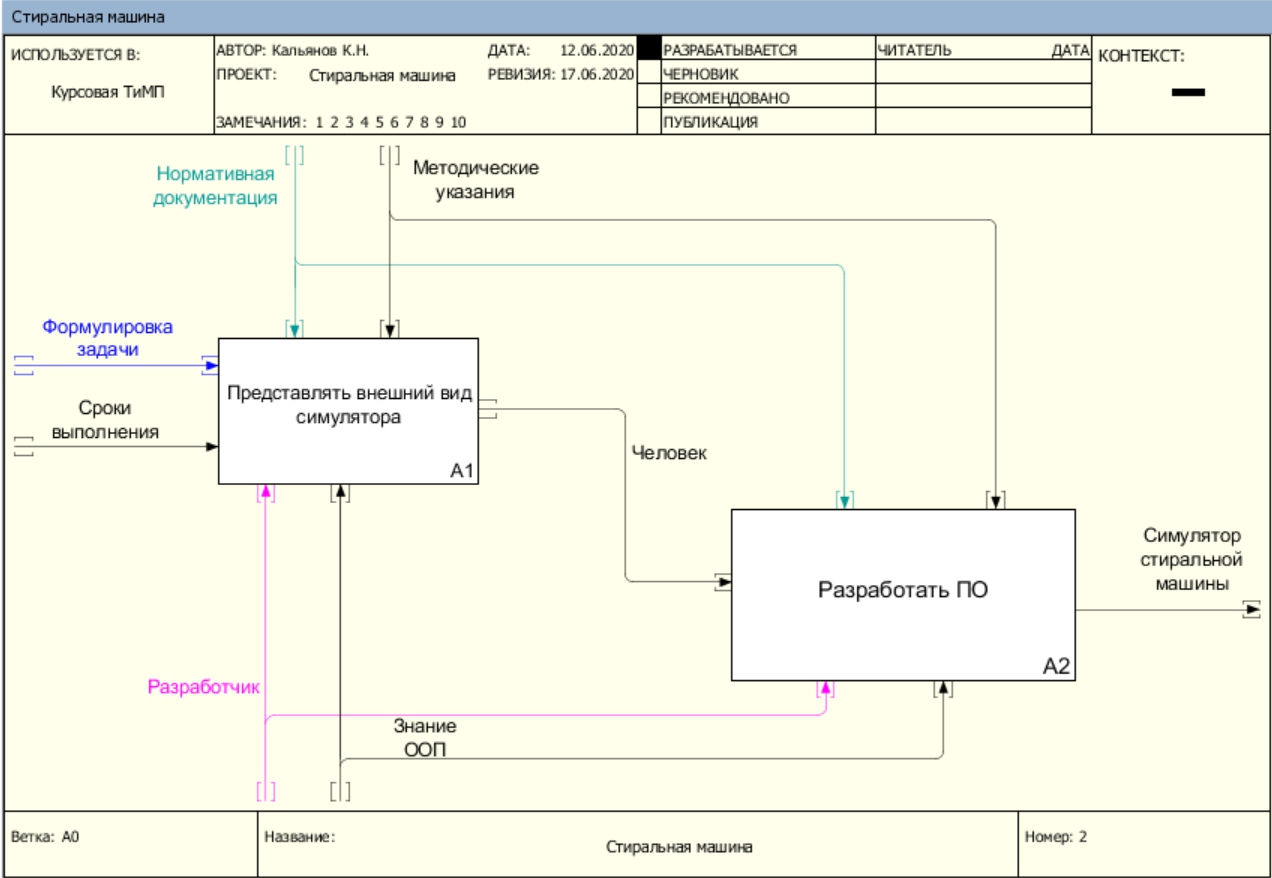 Стиральная машина
ИСПОЛЬЗУЕТСЯ В:
Курсовая ТиМП
АВТОР: Кальянов К.Н.
ДАТА: 12.06.2020
ПРОЕКТ: Стиральная машина
РЕВИЗИЯ: 17.06.2020
ЗАМЕЧАНИЯ: 1 2 3 4 5 6 7 8 9 10
РАЗРАБАТЫВАЕТСЯ
ЧЕРНОВИК
РЕКОМЕНДОВАНО
ПУБЛИКАЦИЯ
ЧИТАТЕЛЬ
ДАТА
КОНТЕКСТ:
Нормативная
документация
Методические
указания
Формулировка
задачи
Сроки
выполнения
Представлять внешний вид
симулятора
A1
Человек
Разработать ПО
A2
Симулятор
стиральной
машины
Разработчик
Знание
ООП
Ветка: A0
Название:
Стиральная машина
Номер: 2